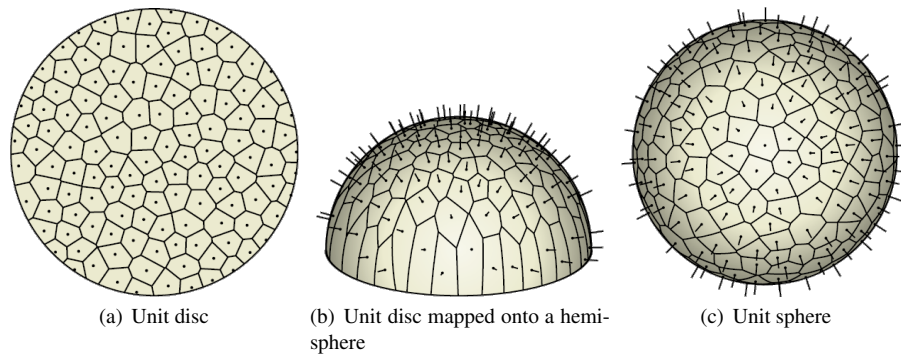 (a) Unit disc
(b) Unit disc mapped onto a hemi-
sphere
(c) Unit sphere